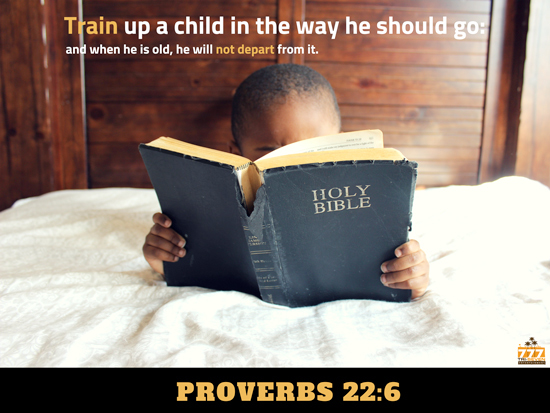 Train up a child in the way he should go:
and when he is old, he will not depart from it.
HOLY
BIBLE
777
PROVERBS 22:6